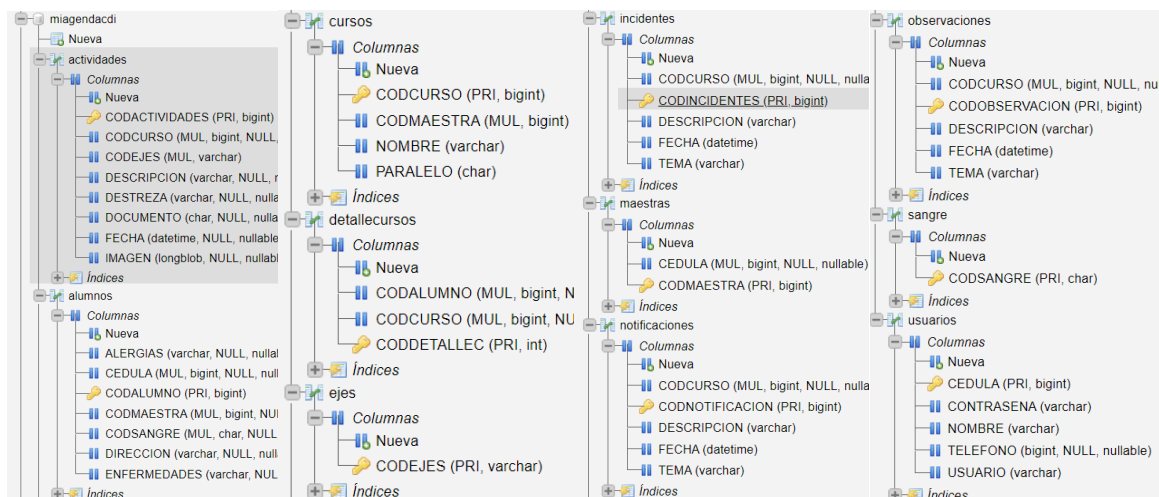 miagendacdi
Nueva
actividades
Columnas
Nueva
CODACTIVIDADES (PRI, bigint)
CODCURSO (MUL, bigint, NULL,
CODEJES (MUL, varchar)
DESCRIPCION (varchar, NULL, r
DESTREZA (varchar, NULL, nulla
DOCUMENTO (char, NULL, nulla
FECHA (datetime, NULL, nullable
IMAGEN (longblob, NULL, nullabl
Índices
alumnos
Columnas
Nueva
ALERGIAS (varchar, NULL, nullal
CEDULA (MUL, bigint, NULL, null
CODALUMNO (PRI, bigint)
CODMAESTRA (MUL, bigint, NUI
CODSANGRE (MUL, char, NULL
DIRECCION (varchar, NULL, null
ENFERMEDADES (varchar, NUL
Índices
cursos
Columnas
Nueva
CODCURSO (PRI, bigint)
CODMAESTRA (MUL, bigint)
NOMBRE (varchar)
PARALELO (char)
Índices
detallecursos
Columnas
Nueva
CODALUMNO (MUL, bigint, N
CODCURSO (MUL, bigint, NU
CODDETALLEC (PRI, int)
Índices
ejes
Columnas
Nueva
CODEJES (PRI, varchar)
Índices
incidentes
Columnas
Nueva
CODCURSO (MUL, bigint, NULL, nulla
CODINCIDENTES (PRI, bigint)
DESCRIPCION (varchar)
FECHA (datetime)
TEMA (varchar)
Índices
maestras
Columnas
Nueva
CEDULA (MUL, bigint, NULL, nullable)
CODMAESTRA (PRI, bigint)
Índices
notificaciones
Columnas
Nueva
CODCURSO (MUL, bigint, NULL, nulla
CODNOTIFICACION (PRI, bigint)
DESCRIPCION (varchar)
FECHA (datetime)
TEMA (varchar)
Índices
observaciones
Columnas
Nueva
CODCURSO (MUL, bigint, NULL, nu
CODOBSERVACION (PRI, bigint)
DESCRIPCION (varchar)
FECHA (datetime)
TEMA (varchar)
Índices
sangre
Columnas
Nueva
CODSANGRE (PRI, char)
Índices
usuarios
Columnas
Nueva
CEDULA (PRI, bigint)
CONTRASENA (varchar)
NOMBRE (varchar)
TELEFONO (bigint, NULL, nullable)
USUARIO (varchar)
Índices